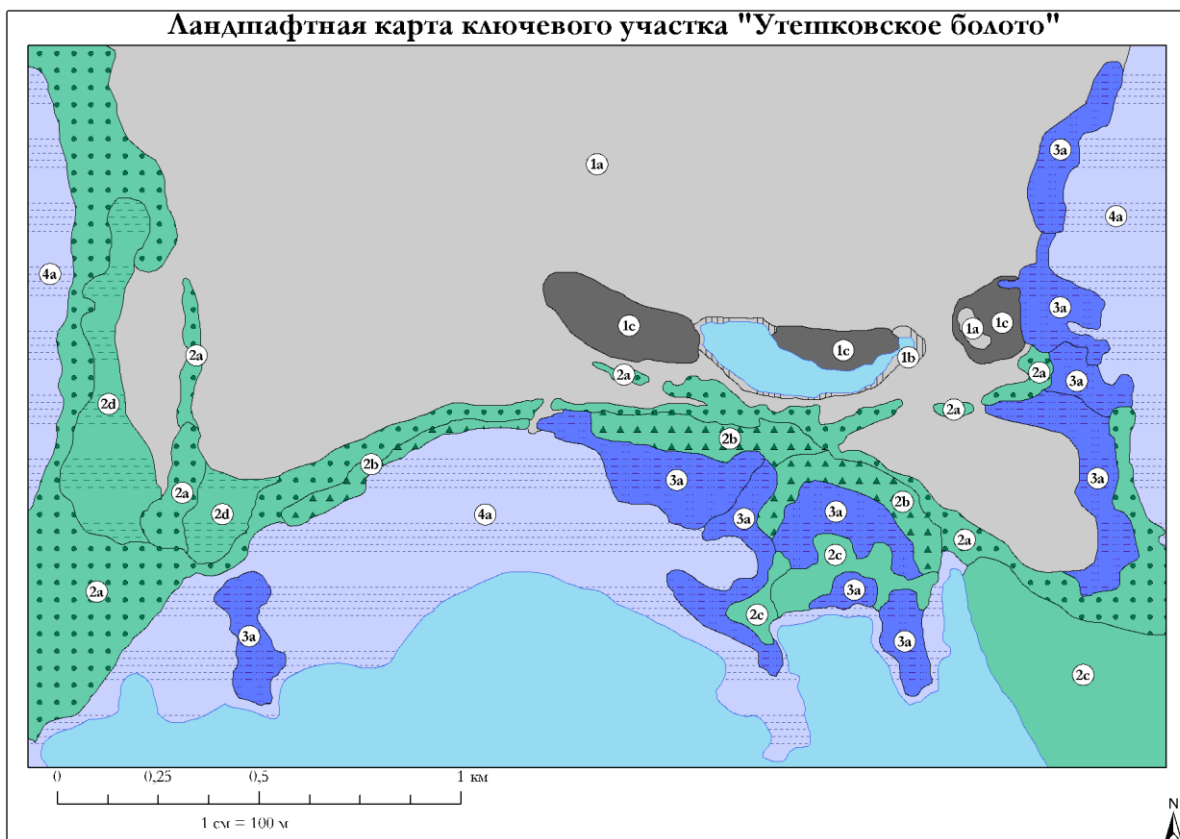 Ландшафтная карта ключевого участка "Утешковское болото"
1a
3a
4a
4a
3a
1c
1a
1c
1c
1b
2a
2a
2a
3a
2d
2a
2b
2b
3a
3a
2a
2d
4a
3a
3a
2b
2a
2c
2a
3a
2c
3a
3a
2c
0 0,25 0,5 1 км
1 см = 100 м
N